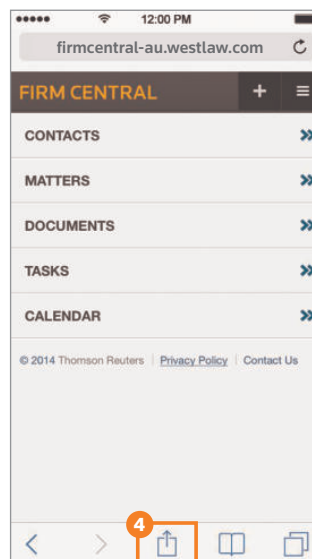 12:00 PM
firmcentral-au.westlaw.com
FIRM CENTRAL +
CONTACTS
MATTERS
DOCUMENTS
TASKS
CALENDAR
© 2014 Thomson Reuters | Privacy Policy | Contact Us
4